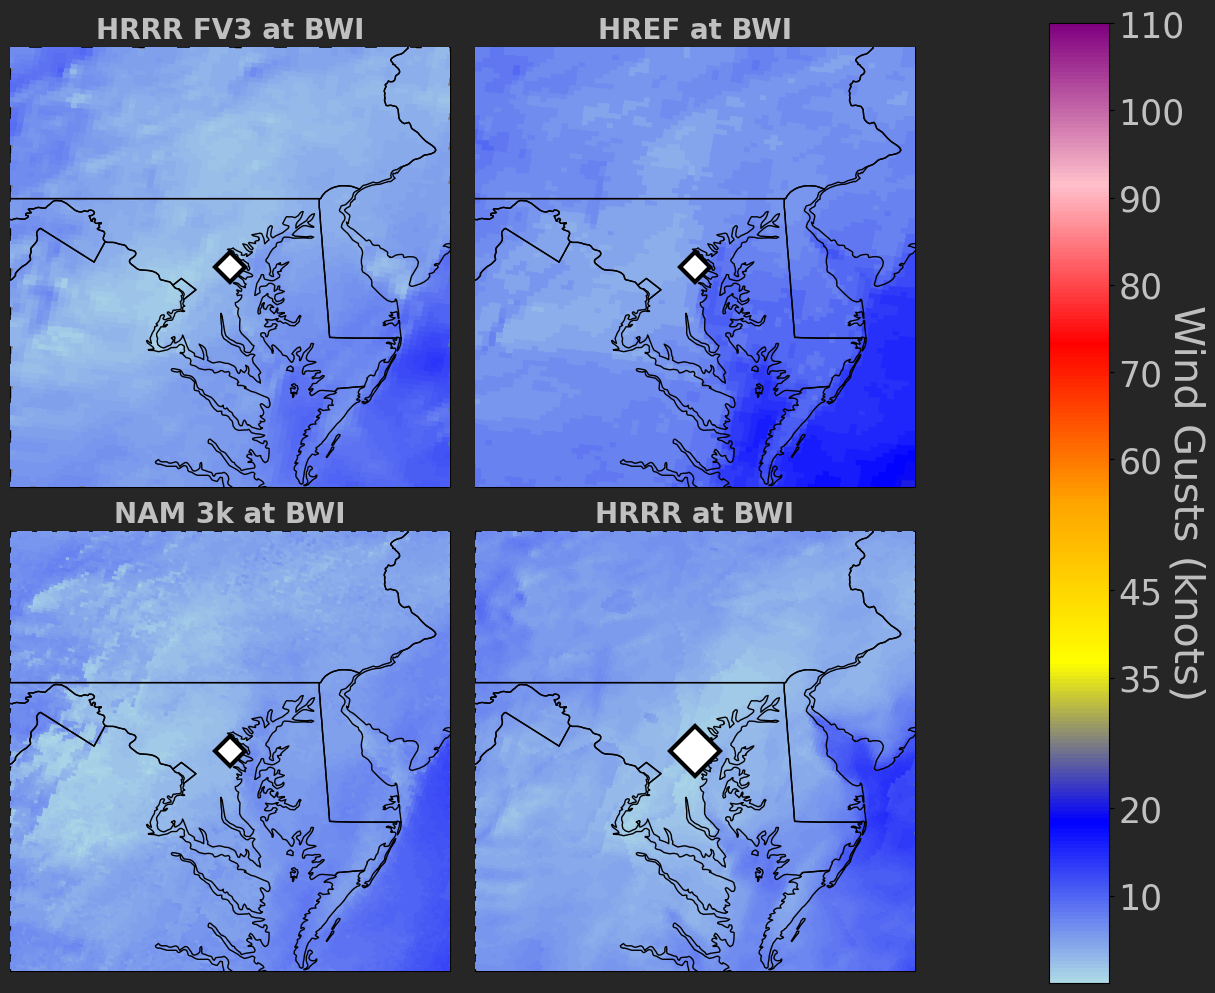 HRRR FV3 at BWI
HREF at BWI
NAM 3k at BWI
HRRR at BWI
110
100
90
80
70
60
45
35
20
10
Wind Gusts (knots)